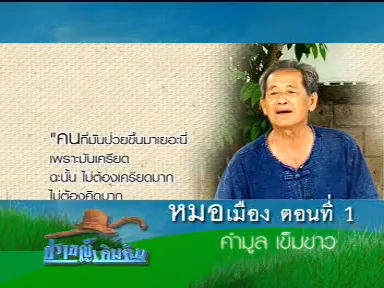 "คนที่มันป่วยขึ้นมาเยอะนี่
เพราะมันเครียด
ฉะนั้น ไม่ต้องเครียดมาก
ไม่ต้องคิดมาก
หมอเมือง ตอนที่ 1
คำมูล เข็มขาว